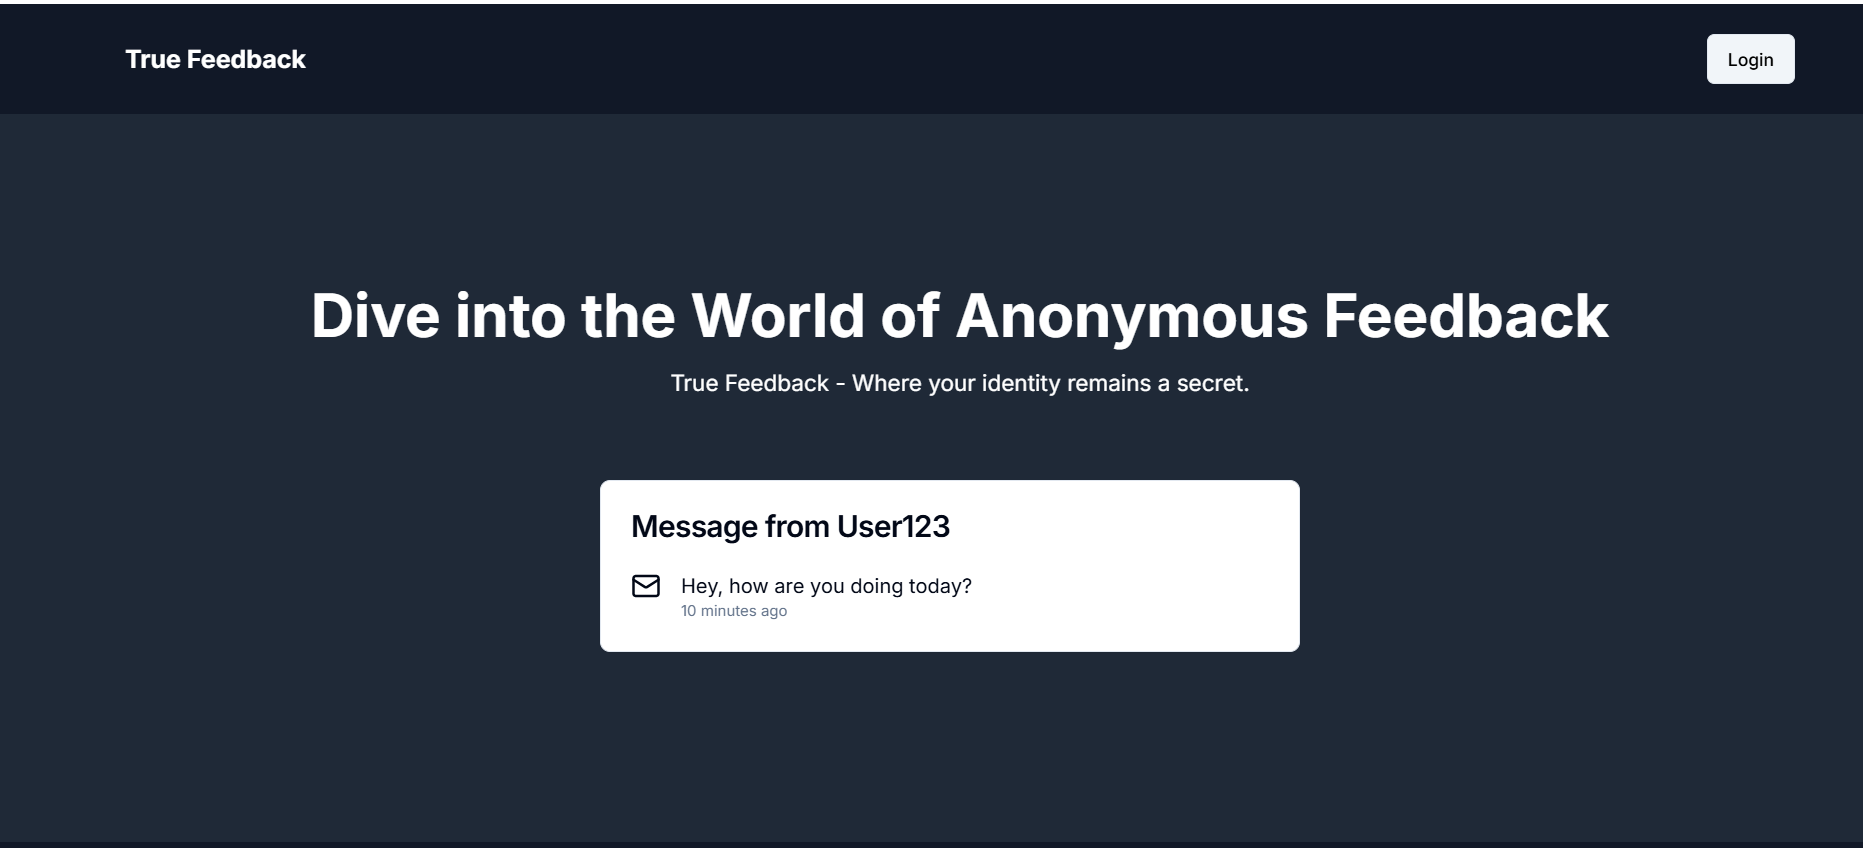 True Feedback
Login
Dive into the World of Anonymous Feedback
True Feedback - Where your identity remains a secret.
Message from User123
Hey, how are you doing today?
10 minutes ago